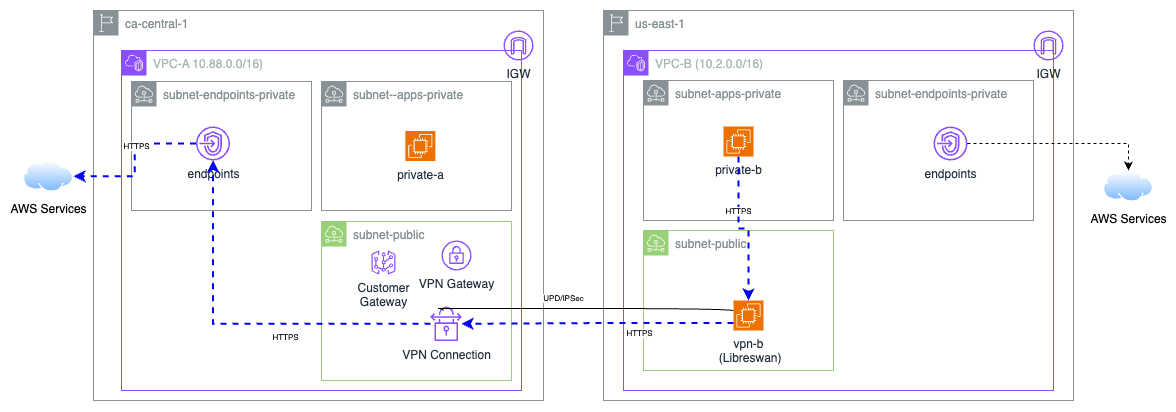 ca-central-1
IGW
VPC-A 10.88.0.0/16)
subnet-endpoints-private
endpoints
subnet--apps-private
private-a
HTTPS
AWS Services
subnet-public
Customer
Gateway
VPN Gateway
VPN Connection
HTTPS
UPD/IPSec
HTTPS
us-east-1
IGW
VPC-B (10.2.0.0/16)
subnet-apps-private
private-b
HTTPS
subnet-endpoints-private
endpoints
AWS Services
subnet-public
vpn-b
(Libreswan)